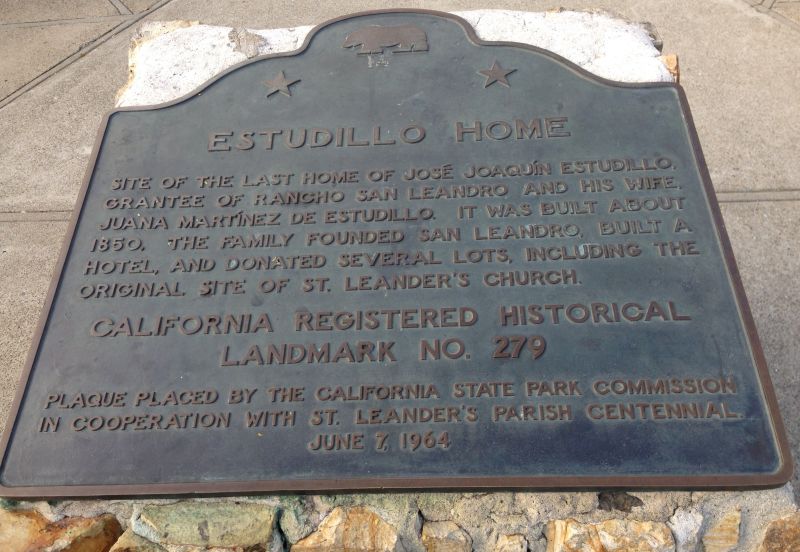 ESTUDILLO HOME
SITE OF THE LAST HOME OF JOSÉ JOAQUÍN ESTUDILLO,
GRANTEE OF RANCHO SAN LEANDRO AND HIS WIFE,
JUANA MARTÍNEZ DE ESTUDILLO. IT WAS BUILT ABOUT
1850. THE FAMILY FOUNDED SAN LEANDRO, BUILT A
HOTEL, AND DONATED SEVERAL LOTS, INCLUDING THE
ORIGINAL SITE OF ST. LEANDER'S CHURCH.
CALIFORNIA REGISTERED HISTORICAL
LANDMARK NO. 279
PLAQUE PLACED BY THE CALIFORNIA STATE PARK COMMISSION
IN COOPERATION WITH ST. LEANDER'S PARISH CENTENNIAL.
JUNE 7, 1964